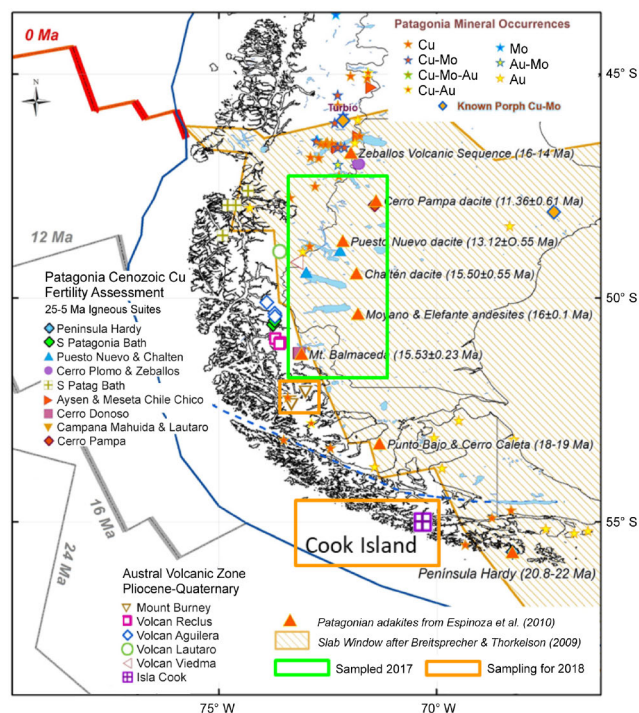 0 Ma
Patagonia Mineral Occurrences
Cu
Mo
Cu-Mo
Au-Mo
Cu-Mo-Au
Au
Cu-Au
Known Porph Cu-Mo
45° S
N
Turbio
Zeballos Volcanic Sequence (16-14 Ma)
Cerro Pampa dacite (11.36±0.61 Ma)
12 Ma
Puesto Nuevo dacite (13.12±O.55 Ma)
Patagonia Cenozoic Cu
Fertility Assessment
25-5 Ma Igneous Suites
Chaltén dacite (15.50±0.55 Ma)
50° S
Moyano & Elefante andesites (16±0.1 Ma)
Peninsula Hardy
S Patagonia Bath
Puesto Nuevo & Chalten
Cerro Plomo & Zeballos
S Patag Bath
Aysen & Meseta Chile Chico
Cerro Donoso
Campana Mahuida & Lautaro
Cerro Pampa
Mt. Balmaceda (15.53±0.23 Ma)
Punto Bajo & Cerro Caleta (18-19 Ma)
16 Ma
24 Ma
55° S
Cook Island
Peninsula Hardy (20.8-22 Ma)
Austral Volcanic Zone
Pliocene-Quaternary
Mount Burney
Volcan Reclus
Volcan Aguilera
Volcan Lautaro
Volcan Viedma
Isla Cook
Patagonian adakites from Espinoza et al. (2010)
Slab Window after Breitsprecher & Thorkelson (2009)
Sampled 2017
Sampling for 2018
75° W
70° W